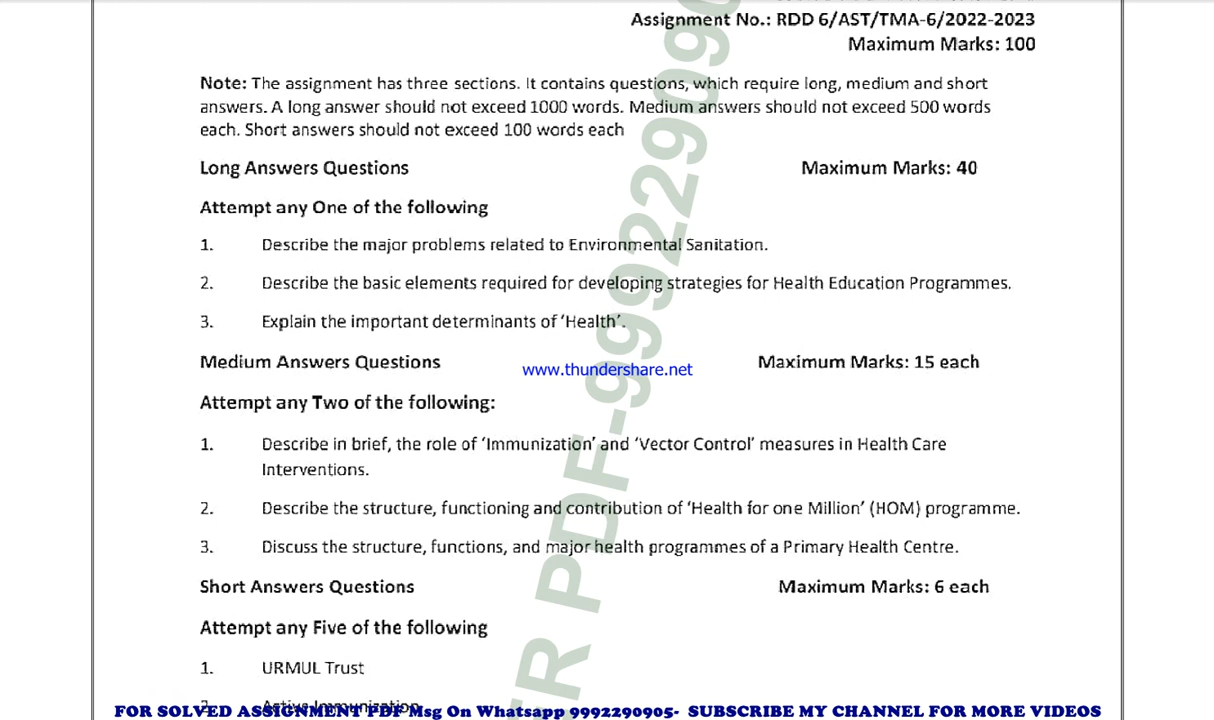 Assignment No.: RDD 6/AST/TMA-6/2022-2023
Maximum Marks: 100
Note: The assignment has three sections. It contains questions, which require long, medium and short
answers. A long answer should not exceed 1000 words. Medium answers should not exceed 500 words
each. Short answers should not exceed 100 words each
Long Answers Questions Maximum Marks: 40
Attempt any One of the following
1. Describe the major problems related to Environmental Sanitation.
2. Describe the basic elements required for developing strategies for Health Education Programmes.
3. Explain the important determinants of ‘Health’.
Medium Answers Questions Maximum Marks: 15 each
www.thundershare.net
Attempt any Two of the following:
1. Describe in brief, the role of ‘Immunization’ and ‘Vector Control’ measures in Health Care
Interventions.
2. Describe the structure, functioning and contribution of ‘Health for one Million’ (HOM) programme.
3. Discuss the structure, functions, and major health programmes of a Primary Health Centre.
Short Answers Questions Maximum Marks: 6 each
Attempt any Five of the following
1. URMUL Trust
2. Active Immunization
FOR SOLVED ASSIGNMENT PDF Msg On Whatsapp 9992290905- SUBSCRIBE MY CHANNEL FOR MORE VIDEOS
PDF-999229090